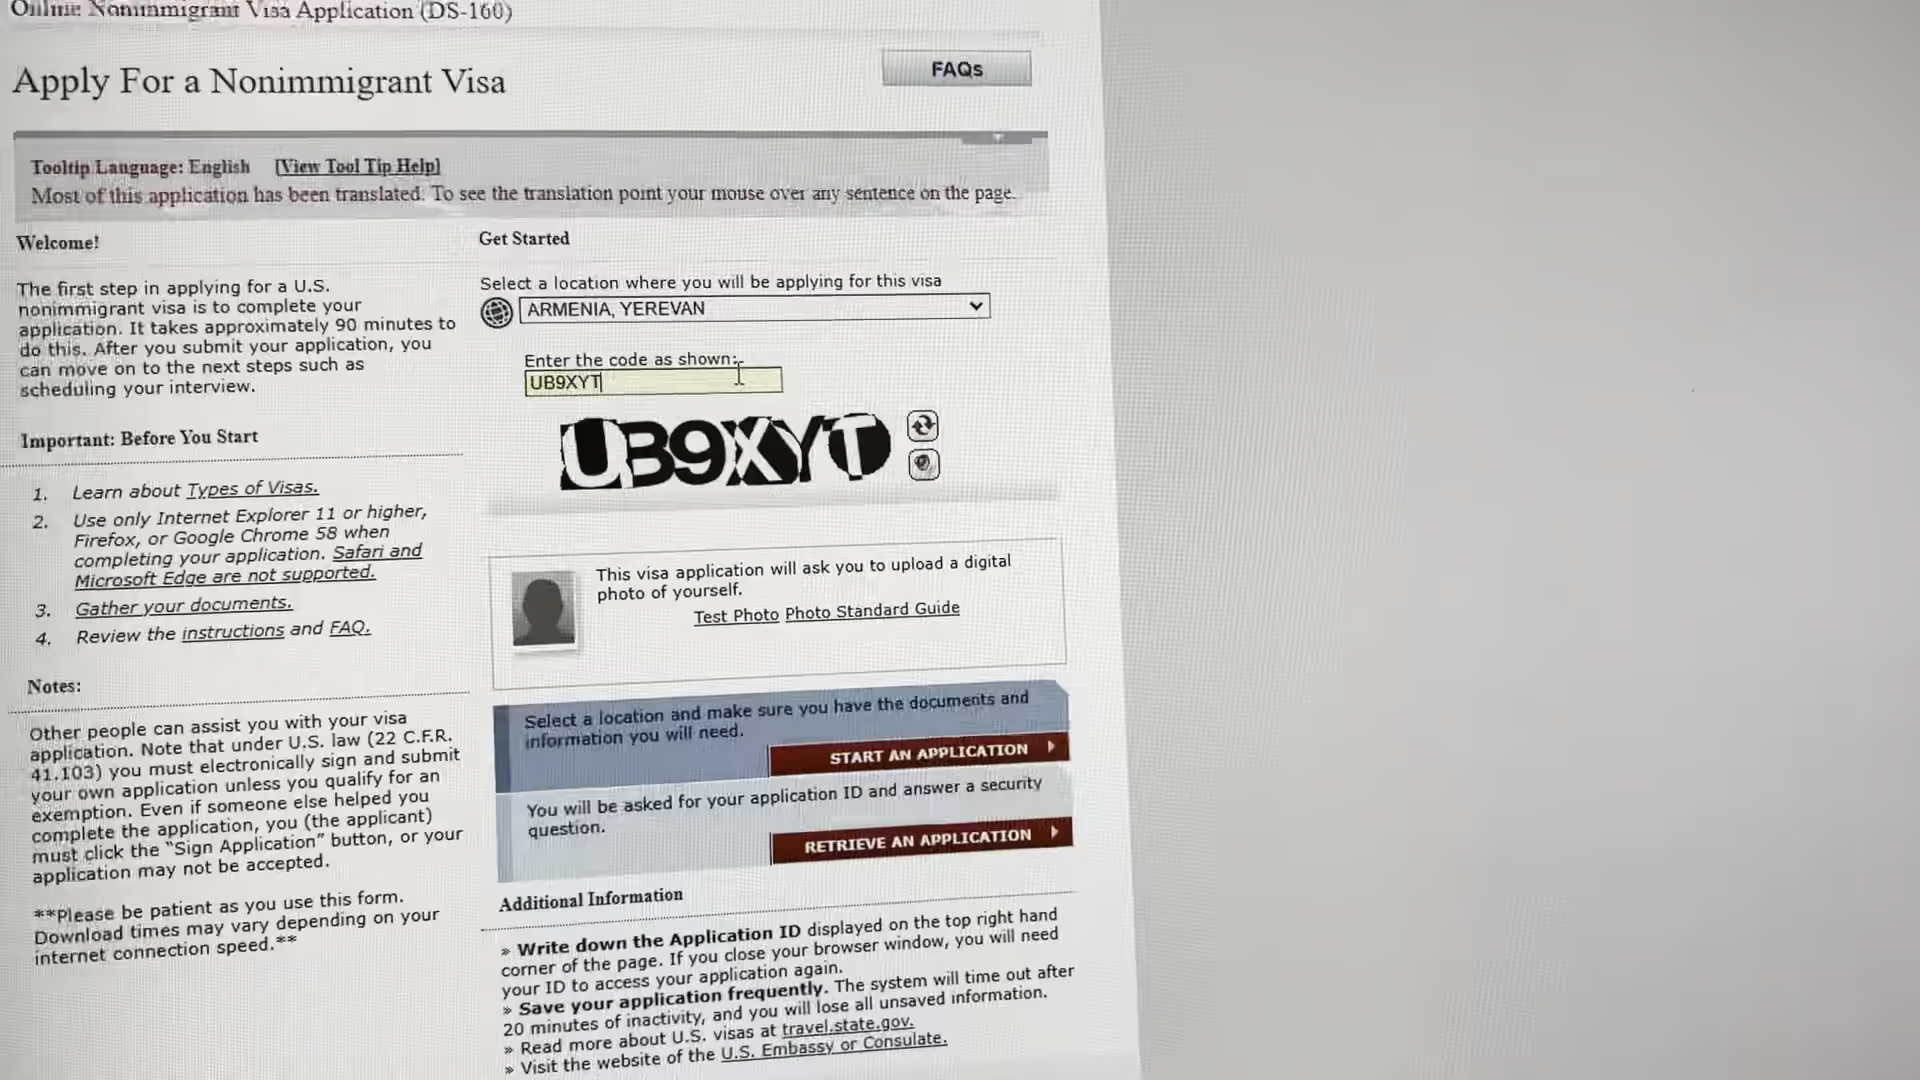 Online Nonimmigrant Visa Application (DS-160)
Apply For a Nonimmigrant Visa
FAQs
Tooltip Language: English [View Tool Tip Help]
Most of this application has been translated. To see the translation point your mouse over any sentence on the page.
Welcome!
The first step in applying for a U.S.
nonimmigrant visa is to complete your
application. It takes approximately 90 minutes to
do this. After you submit your application, you
can move on to the next steps such as
scheduling your interview.
Important: Before You Start
1. Learn about Types of Visas.
2. Use only Internet Explorer 11 or higher,
Firefox, or Google Chrome 58 when
completing your application. Safari and
Microsoft Edge are not supported.
3. Gather your documents.
4. Review the instructions and FAQ.
Notes:
Other people can assist you with your visa
application. Note that under U.S. law (22 C.F.R.
41.103) you must electronically sign and submit
your own application unless you qualify for an
exemption. Even if someone else helped you
complete the application, you (the applicant)
must click the "Sign Application" button, or your
application may not be accepted.
**Please be patient as you use this form.
Download times may vary depending on your
internet connection speed.**
Get Started
Select a location where you will be applying for this visa
ARMENIA, YEREVAN
Enter the code as shown:
UB9XYT
UB9XYT
This visa application will ask you to upload a digital
photo of yourself.
Test Photo Photo Standard Guide
Select a location and make sure you have the documents and
information you will need.
START AN APPLICATION
You will be asked for your application ID and answer a security
question.
RETRIEVE AN APPLICATION
Additional Information
» Write down the Application ID displayed on the top right hand
corner of the page. If you close your browser window, you will need
your ID to access your application again.
» Save your application frequently. The system will time out after
20 minutes of inactivity, and you will lose all unsaved information.
» Read more about U.S. visas at travel.state.gov.
» Visit the website of the U.S. Embassy or Consulate.